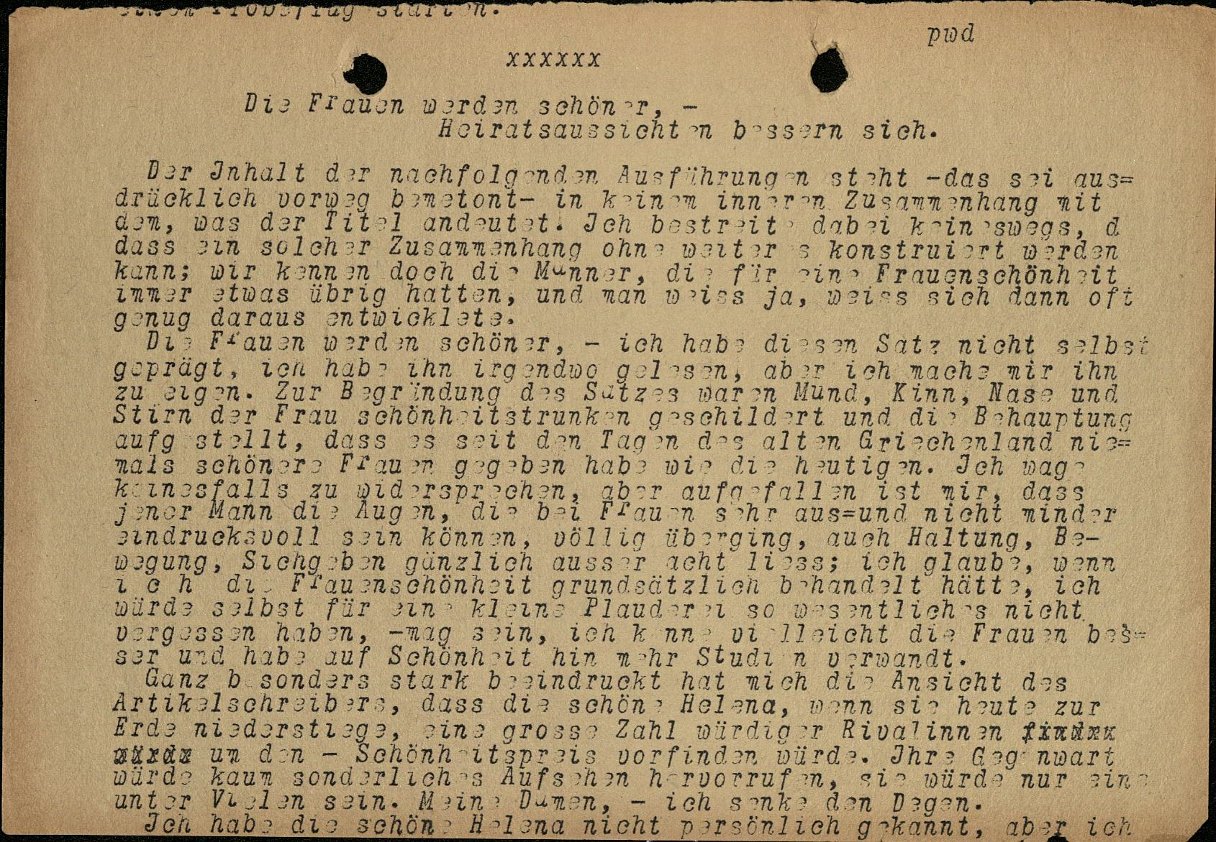 einem Probeflug starten.
pwd
xxxxxx
Die Frauen werden schöner, -
Heiratsaussichten bessern sich.
Der Inhalt der nachfolgenden Ausführungen steht -das sei aus=
drücklich vorweg bemetont- in keinem inneren Zusammenhang mit
dem, was der Titel andeutet. Ich bestreite dabei keineswegs, d
dass ein solcher Zusammenhang ohne weiteres konstruiert werden
kann; wir kennen doch die Männer, die für eine Frauenschönheit
immer etwas übrig hatten, und man weiss ja, weiss sich dann oft
genug daraus entwicklete.
Die Frauen werden schöner, - ich habe diesen Satz nicht selbst
geprägt, ich habe ihn irgendwo gelesen, aber ich mache mir ihn
zu eigen. Zur Begründung des Satzes waren Mund, Kinn, Nase und
Stirn der Frau schönheitstrunken geschildert und die Behauptung
aufgestellt, dass es seit den Tagen des alten Griechenland nie=
mals schönere Frauen gegeben habe wie die heutigen. Ich wage
keinesfalls zu widersprechen, aber aufgefallen ist mir, dass
jener Mann die Augen, die bei Frauen sehr aus=und nicht minder
eindrucksvoll sein können, völlig überging, auch Haltung, Be-
wegung, Sichgeben gänzlich ausser acht liess; ich glaube, wenn
i c h die Frauenschönheit grundsätzlich behandelt hätte, ich
würde selbst für eine kleine Plauderei so wesentliches nicht
vergessen haben, -mag sein, ich kenne vielleicht die Frauen bes=
ser und habe auf Schönheit hin mehr Studien verwandt.
Ganz besonders stark beeindruckt hat mich die Ansicht des
Artikelschreibers, dass die schöne Helena, wenn sie heute zur
Erde niederstiege, eine grosse Zahl würdiger Rivalinnen
um den - Schönheitspreis vorfinden würde. Ihre Gegenwart
würde kaum sonderliches Aufsehen hervorrufen, sie würde nur eine
unter Vielen sein. Meine Damen, - ich senke den Degen.
Ich habe die schöne Helena nicht persönlich gekannt, aber ich